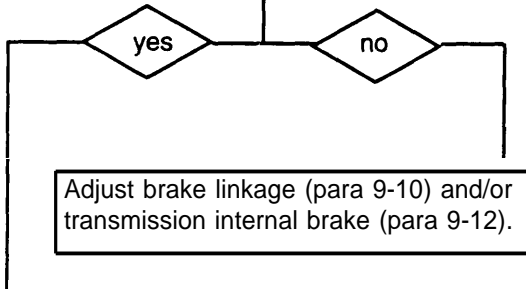 yes
no
Adjust brake linkage (para 9-10) and/or
transmission internal brake (para 9-12).